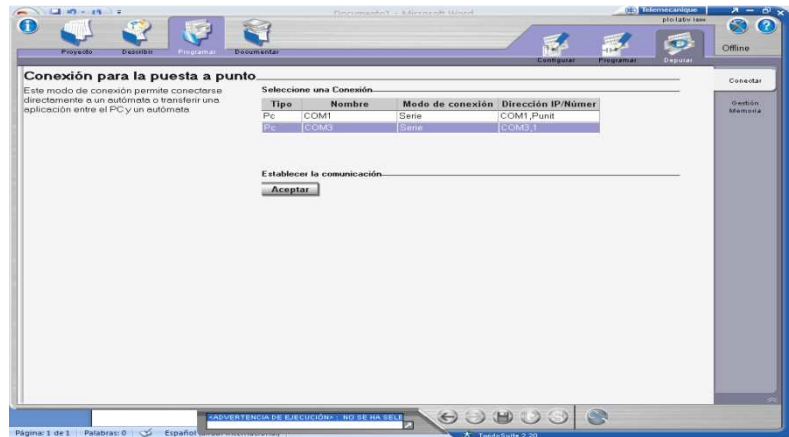 Documento1 - Microsoft Word
Telemecanique
Offline
Proyecto Describir Programar Documentar
Configurar Programar Depurar
Conexión para la puesta a punto
Este modo de conexión permite conectarse
directamente a un autómata o transferir una
aplicación entre el PC y un autómata
Seleccione una Conexión
Tipo Nombre Modo de conexión Dirección IP/Númer
Pc COM1 Serie COM1,Punit
Pc COM3 Serie COM3,1
Establecer la comunicación
Aceptar
Conectar
Gestión
Memoria
<ADVERTENCIA DE EJECUCIÓN> : NO SE HA SELE
Página: 1 de 1 Palabras: 0 Español
TwidoSuite 2.20